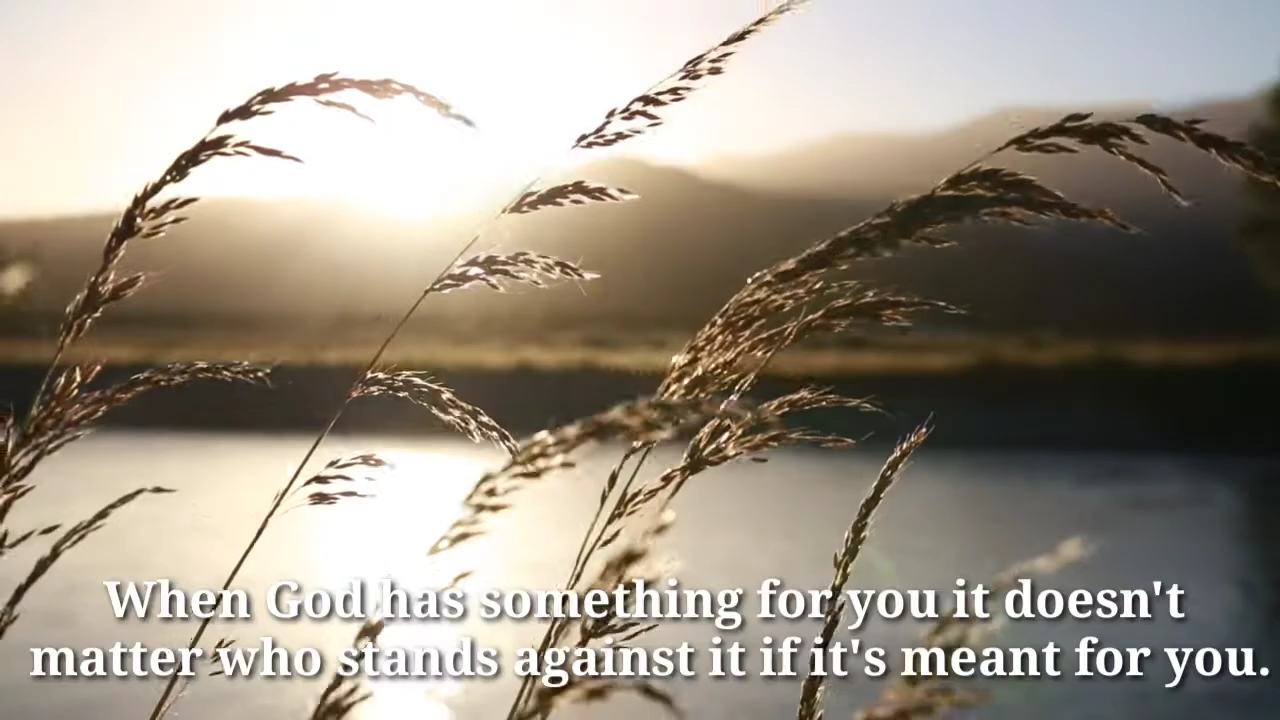 When God has something for you it doesn't
matter who stands against it if it's meant for you.